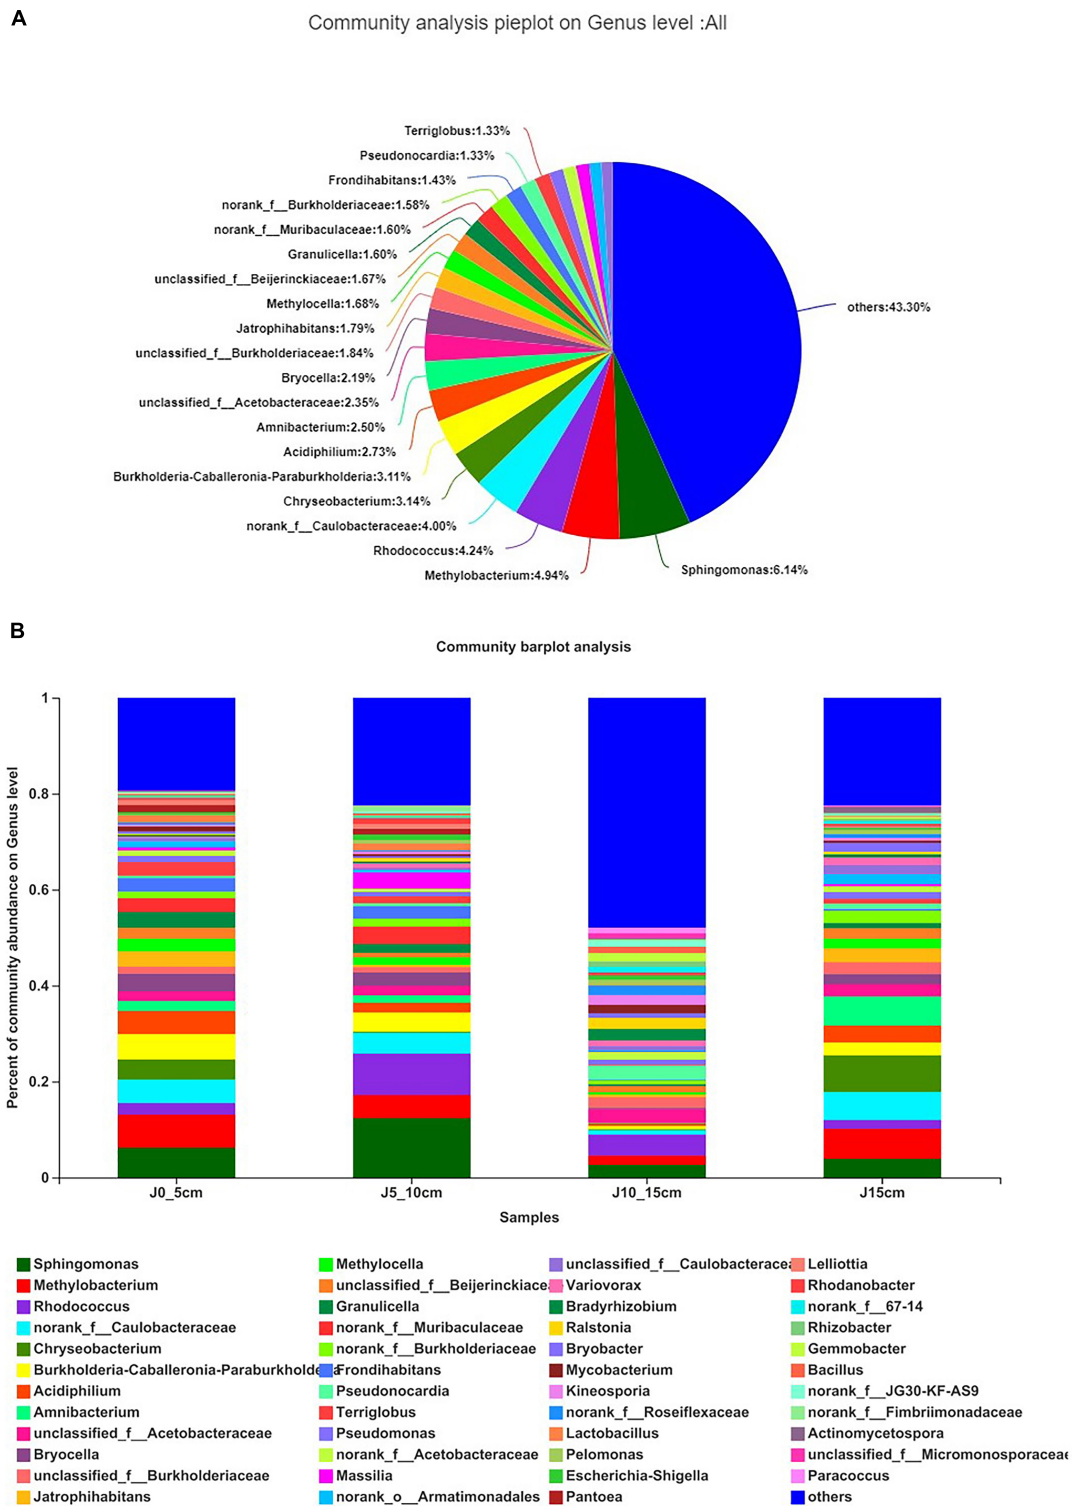 A
Community analysis pieplot on Genus level :All
Terriglobus:1.33%
Pseudonocardia:1.33%
Frondihabitans:1.43%
norank_f__Burkholderiaceae:1.58%
norank_f__Muribaculaceae:1.60%
Granulicella:1.60%
unclassified_f__Beijerinckiaceae:1.67%
Methylocella:1.68%
Jatrophihabitans:1.79%
unclassified_f__Burkholderiaceae:1.84%
Bryocella:2.19%
unclassified_f__Acetobacteraceae:2.35%
Amnibacterium:2.50%
Acidiphilium:2.73%
Burkholderia-Caballeronia-Paraburkholderia:3.11%
Chryseobacterium:3.14%
norank_f__Caulobacteraceae:4.00%
Rhodococcus:4.24%
Methylobacterium:4.94%
others:43.30%
Sphingomonas:6.14%
B
Community barplot analysis
Percent of community abundance on Genus level
1
0.8
0.6
0.4
0.2
0
J0_5cm
J5_10cm
J10_15cm
J15cm
Samples
Sphingomonas
Methylobacterium
Rhodococcus
norank_f__Caulobacteraceae
Chryseobacterium
Burkholderia-Caballeronia-Paraburkholde
Acidiphilium
Amnibacterium
unclassified_f__Acetobacteraceae
Bryocella
unclassified_f__Burkholderiaceae
Jatrophihabitans
Methylocella
unclassified_f__Beijerinckiace
Granulicella
norank_f__Muribaculaceae
norank_f__Burkholderiaceae
Frondihabitans
Pseudonocardia
Terriglobus
Pseudomonas
norank_f__Acetobacteraceae
Massilia
norank_o__Armatimonadales
unclassified_f__Caulobacteracea
Variovorax
Bradyrhizobium
Ralstonia
Bryobacter
Mycobacterium
Kineosporia
norank_f__Roseiflexaceae
Lactobacillus
Pelomonas
Escherichia-Shigella
Pantoea
Lelliottia
Rhodanobacter
norank_f__67-14
Rhizobacter
Gemmobacter
Bacillus
norank_f__JG30-KF-AS9
norank_f__Fimbriimonadaceae
Actinomycetospora
unclassified_f__Micromonosporaceae
Paracoccus
others